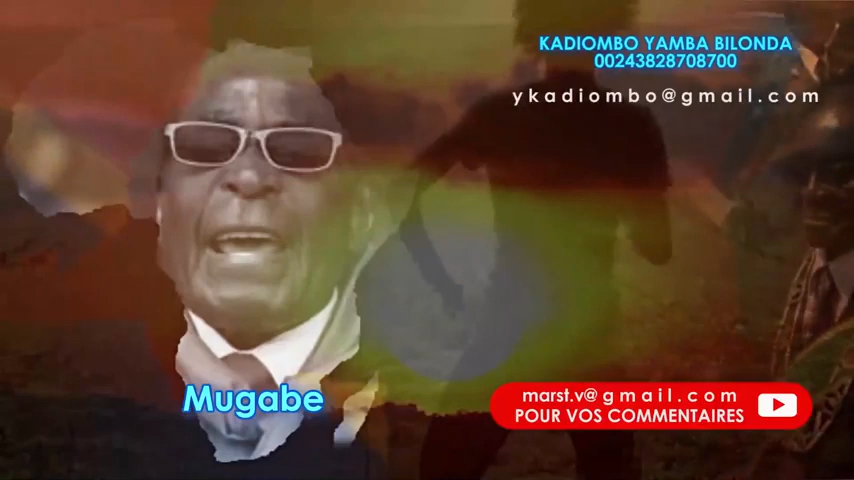 KADIOMBO YAMBA BILONDA
00243828708700
ykadiombo@gmail.com
Mugabe
marst.v@gmail.com
POUR VOS COMMENTAIRES